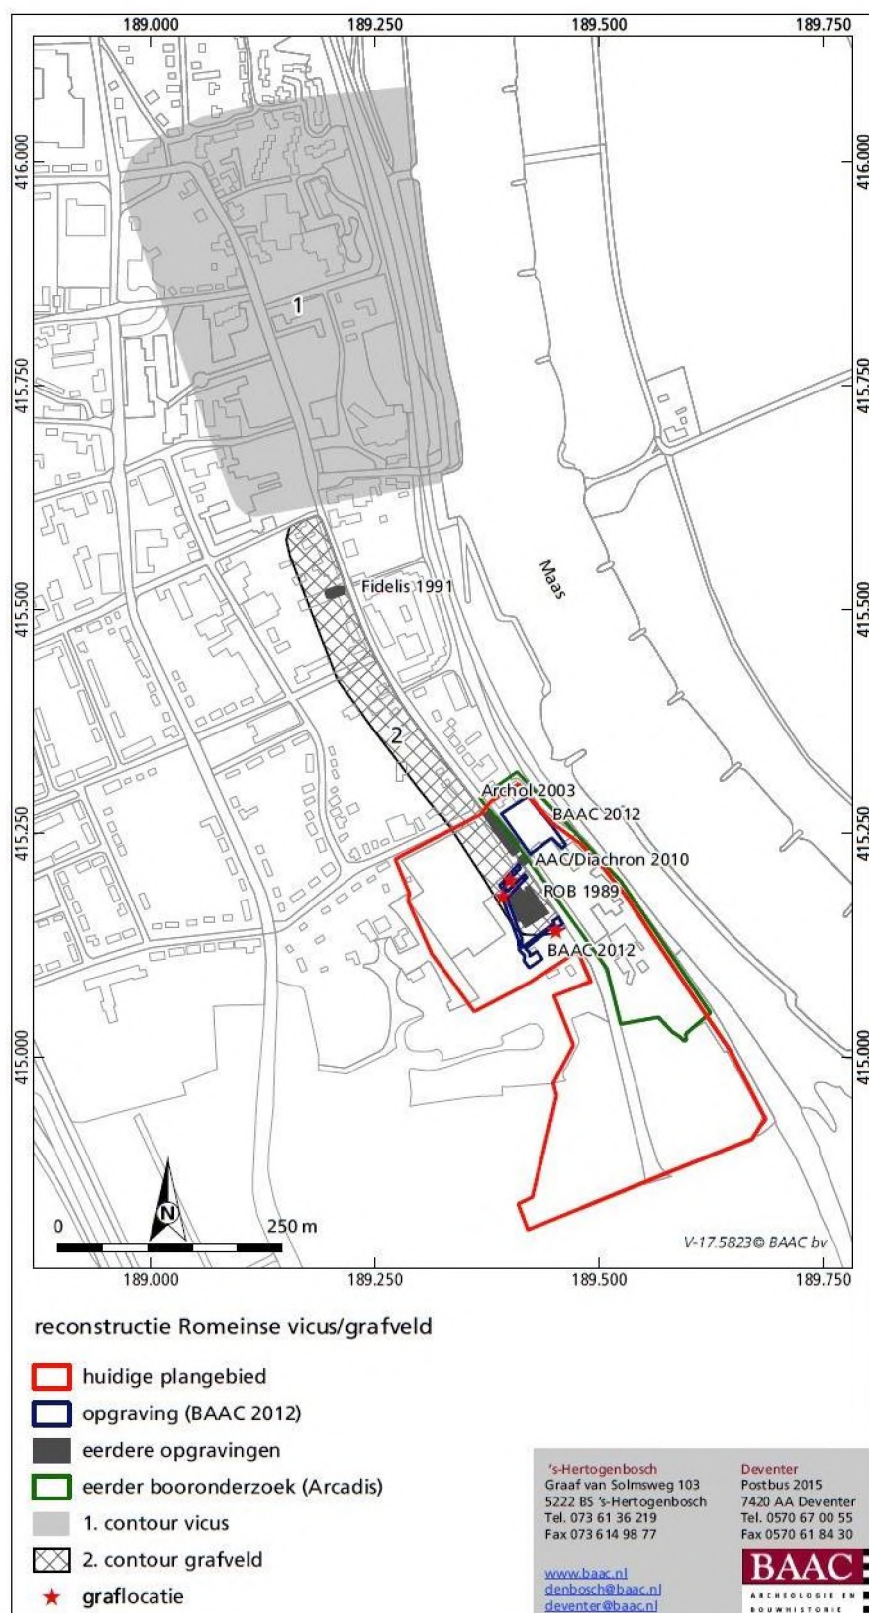 189.000 189.250 189.500 189.750
416.000 416.000
1
415.750 415.750
Maas
Fidelis 1991
415.500 415.500
2
Archol 2003
BAAC 2012
415.250 415.250
AAC/Diachron 2010
ROB 1989
BAAC 2012
415.000 415.000
N
0 250 m
V-17.5823© BAAC bv
189.000 189.250 189.500 189.750
reconstructie Romeinse vicus/grafveld
huidige plangebied
opgraving (BAAC 2012)
eerdere opgravingen
eerder booronderzoek (Arcadis)
1. contour vicus
2. contour grafveld
graflocatie
's-Hertogenbosch
Graaf van Solmsweg 103
5222 BS 's-Hertogenbosch
Tel. 073 61 36 219
Fax 073 614 98 77
www.baac.nl
denbosch@baac.nl
deventer@baac.nl
Deventer
Postbus 2015
7420 AA Deventer
Tel. 0570 67 00 55
Fax 0570 61 84 30
BAAC
ARCHEOLOGIE EN
BOUWHISTORIE